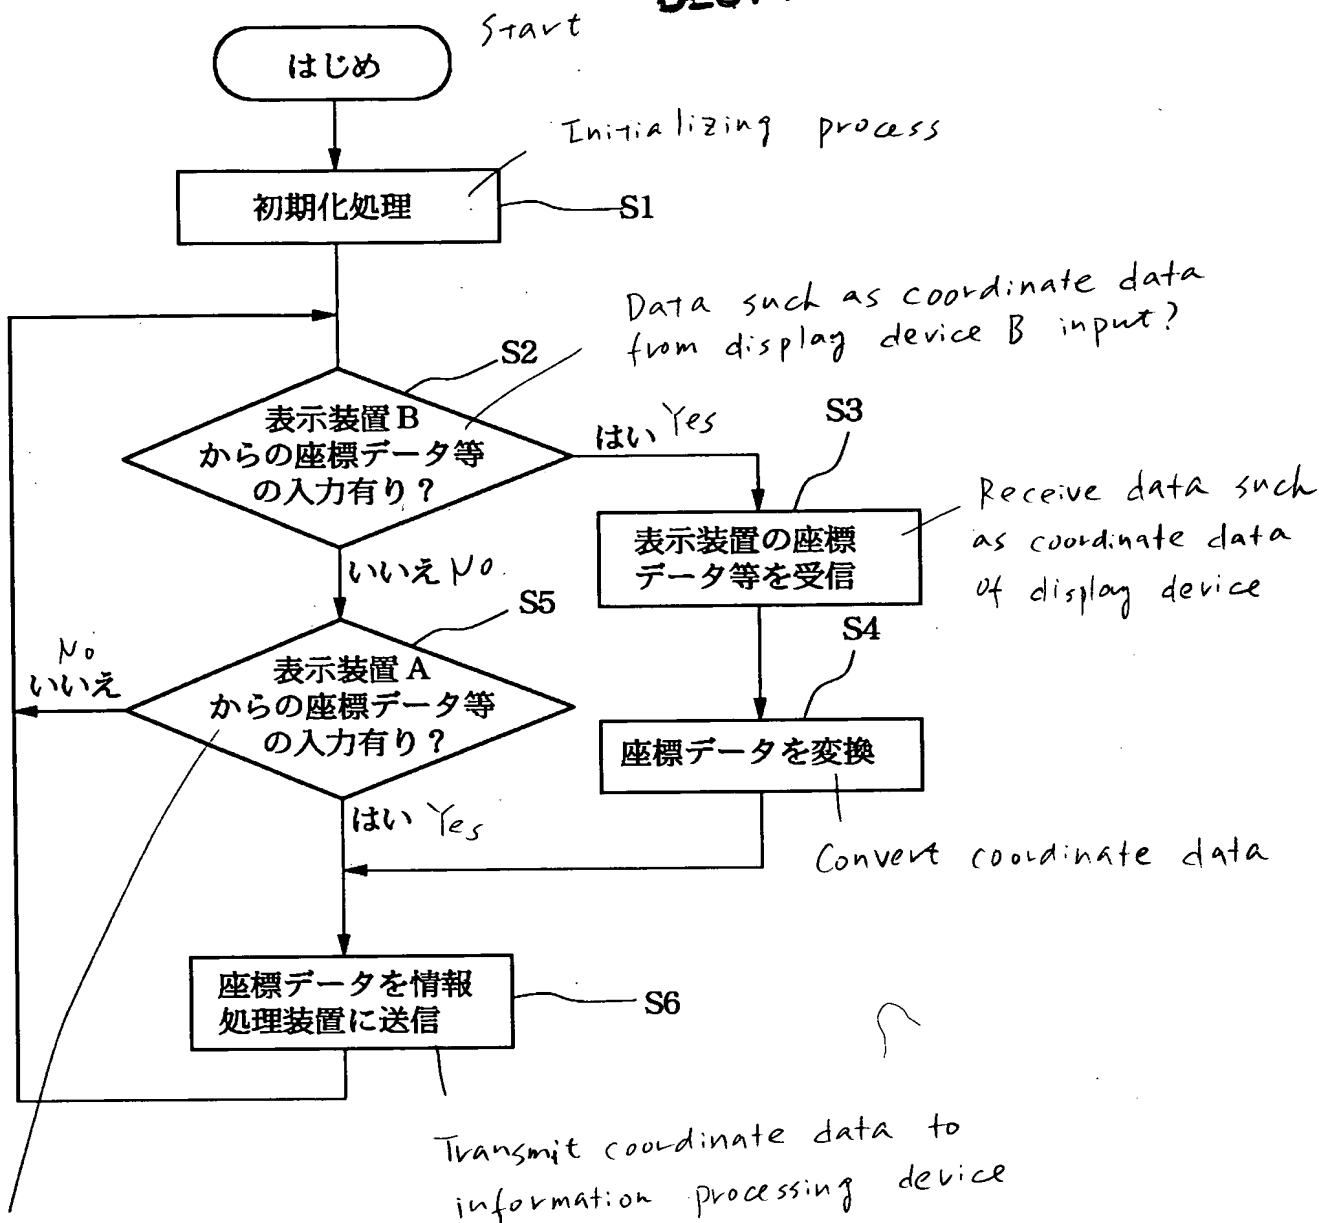 Start
はじめ
Initializing process
初期化処理
S1
Data such as coordinate data
from display device B input?
S2
表示装置B
からの座標データ等
の入力有り?
はい Yes
S3
Receive data such
as coordinate data
of display device
表示装置の座標
データ等を受信
いいえ No.
S5
S4
No
いいえ
表示装置A
からの座標データ等
の入力有り?
座標データを変換
はい Yes
Convert coordinate data
座標データを情報
処理装置に送信
S6
Transmit coordinate data to
information processing device